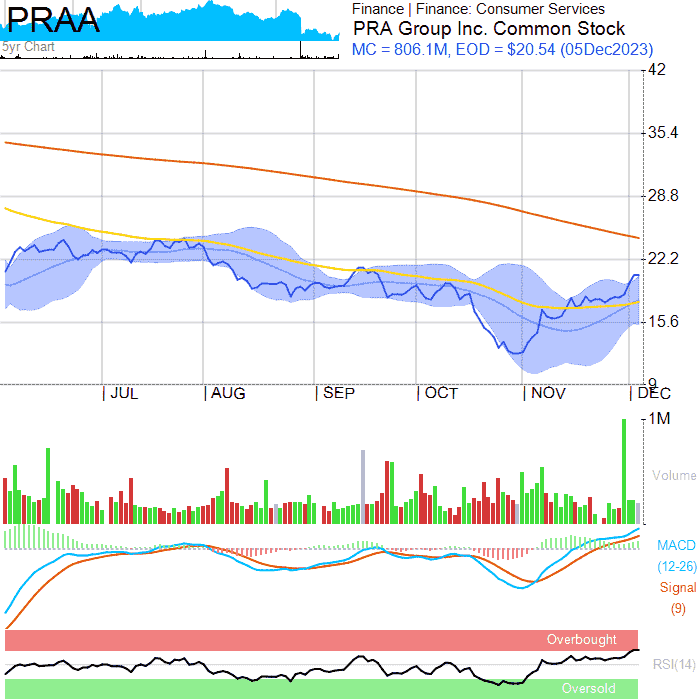 PRAA
5yr Chart
Finance | Finance: Consumer Services
PRA Group Inc. Common Stock
MC = 806.1M, EOD = $20.54 (05Dec2023)
42
35.4
28.8
22.2
15.6
9
| JUL | AUG | SEP | OCT | NOV | DEC
1M
Volume
MACD
(12-26)
Signal
(9)
Overbought
RSI(14)
Oversold